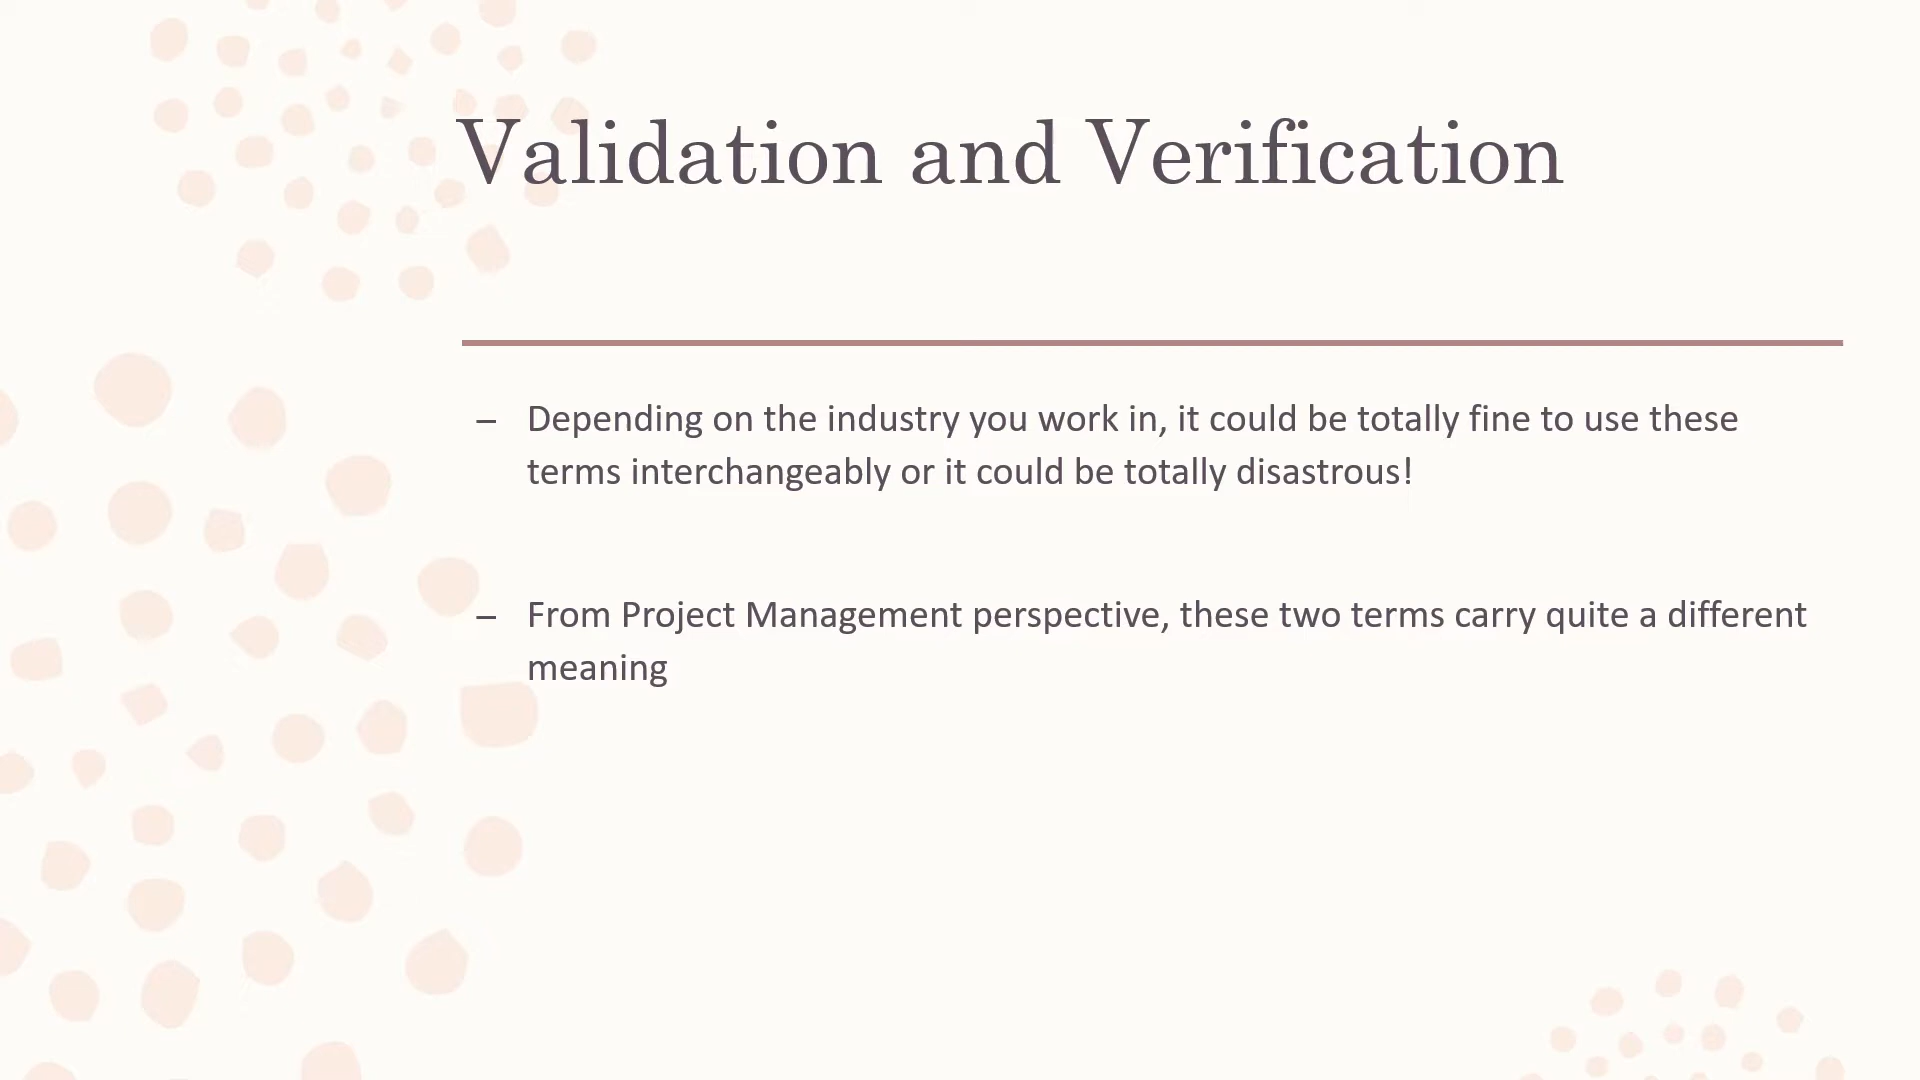 Validation and Verification
– Depending on the industry you work in, it could be totally fine to use these
terms interchangeably or it could be totally disastrous!
– From Project Management perspective, these two terms carry quite a different
meaning